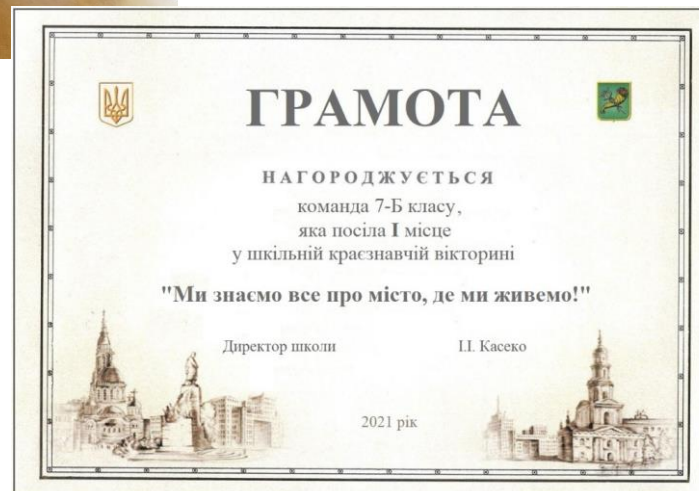 ГРАМОТА
НАГОРОДЖУЄТЬСЯ
команда 7-Б класу,
яка посіла І місце
у шкільній краєзнавчій вікторині
"Ми знаємо все про місто, де ми живемо!"
Директор школи І.І. Касеко
2021 рік